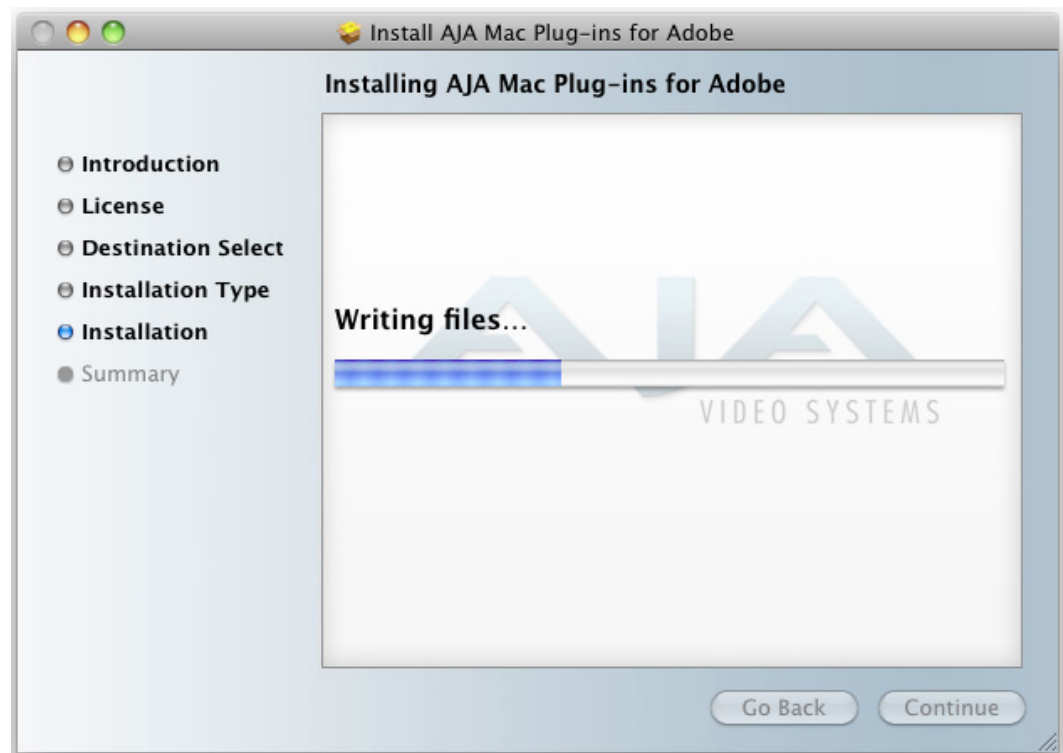 Install AJA Mac Plug-ins for Adobe
Installing AJA Mac Plug-ins for Adobe
Introduction
License
Destination Select
Installation Type
Installation
Summary
Writing files...
AJA
VIDEO SYSTEMS
Go Back
Continue